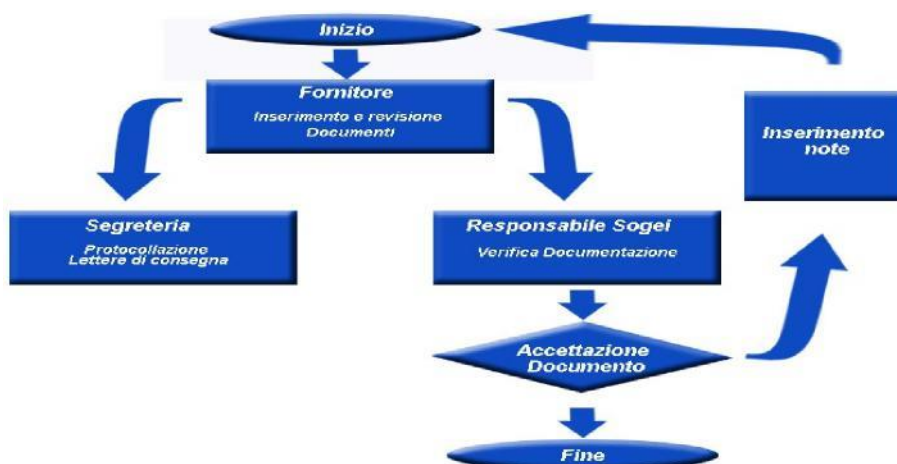 Inizio
Fornitore
Inserimento e revisione
Documenti
Inserimento
note
Segreteria
Protocollazione
Lettere di consegna
Responsabile Sogei
Verifica Documentazione
Accettazione
Documento
Fine